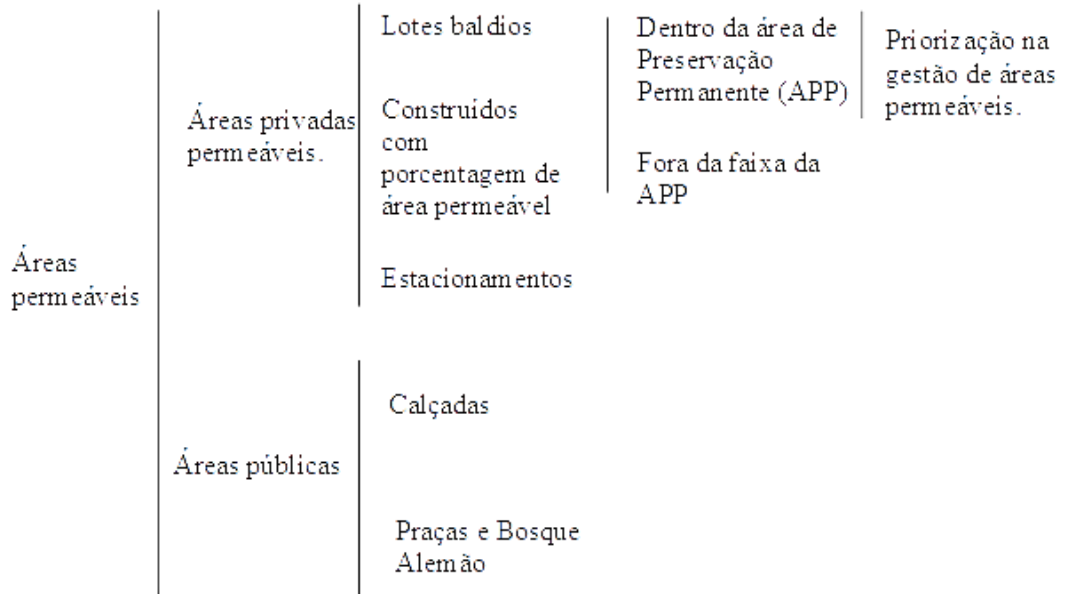 Áreas
permeáveis
Áreas privadas
permeáveis.
Lotes baldios
Construídos
com
porcentagem de
área permeável
Estacionamentos
Dentro da área de
Preservação
Permanente (APP)
Fora da faixa da
APP
Priorização na
gestão de áreas
permeáveis.
Áreas públicas
Calçadas
Praças e Bosque
Alemão